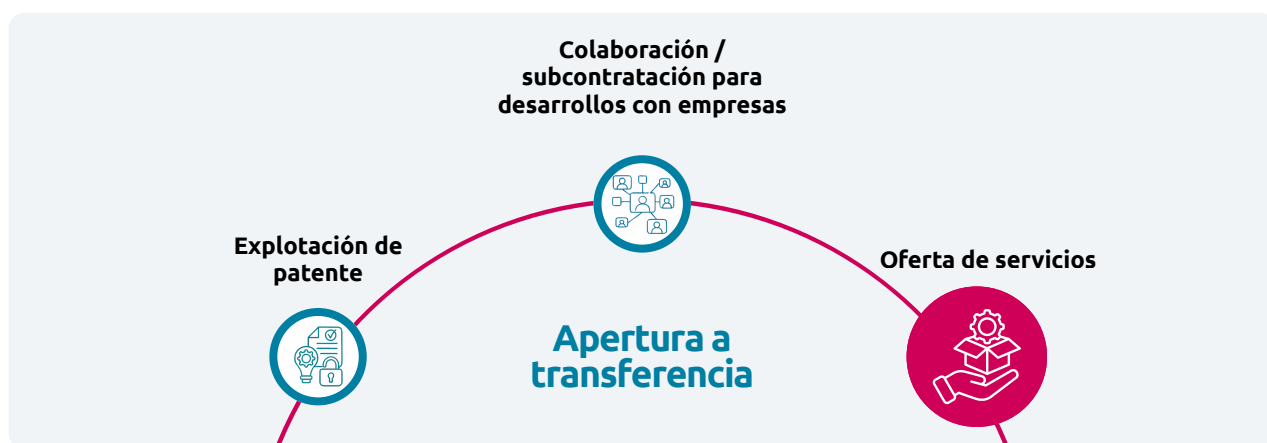 Colaboración /
subcontratación para
desarrollos con empresas
Explotación de
patente
Oferta de servicios
Apertura a
transferencia